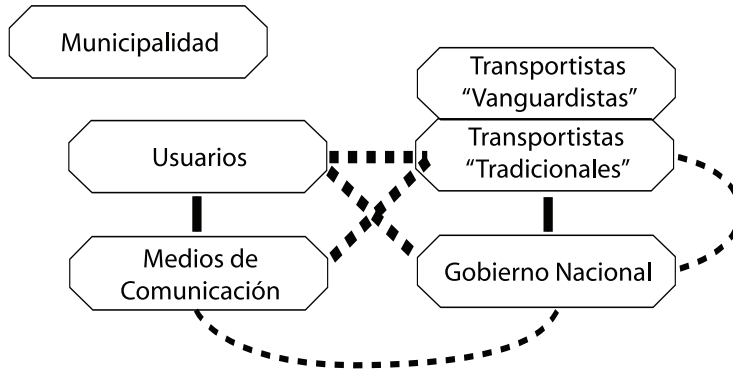 Municipalidad
Transportistas
“Vanguardistas”
Usuarios
Transportistas
“Tradicionales”
Medios de
Comunicación
Gobierno Nacional